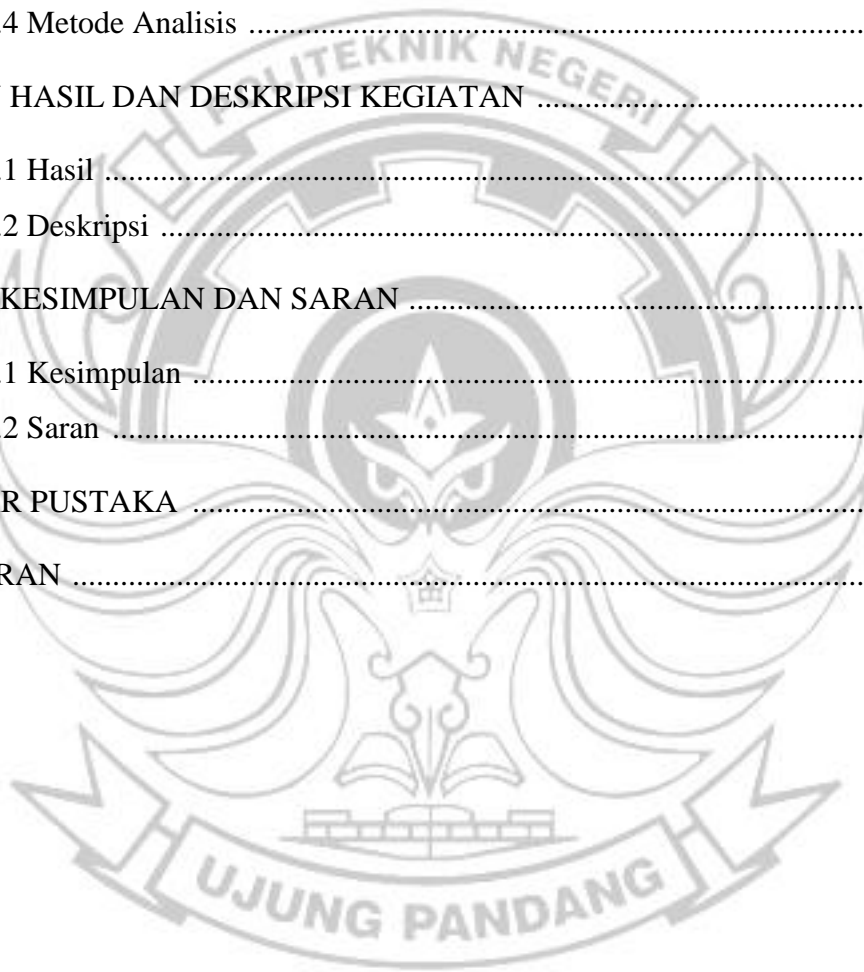 .4 Metode Analisis ........................................................................
POLITEKNIK NEGERI
HASIL DAN DESKRIPSI KEGIATAN ......................................
.1 Hasil ..........................................................................................
.2 Deskripsi ...................................................................................
KESIMPULAN DAN SARAN .....................................................
.1 Kesimpulan ...............................................................................
.2 Saran .........................................................................................
R PUSTAKA ................................................................................
RAN ..............................................................................................
UJUNG PANDANG